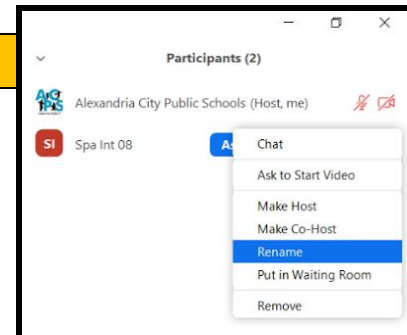 Participants (2)
ACPS
Alexandria City Public Schools (Host, me)
SI Spa Int 08
Chat
Ask to Start Video
Make Host
Make Co-Host
Rename
Put in Waiting Room
Remove